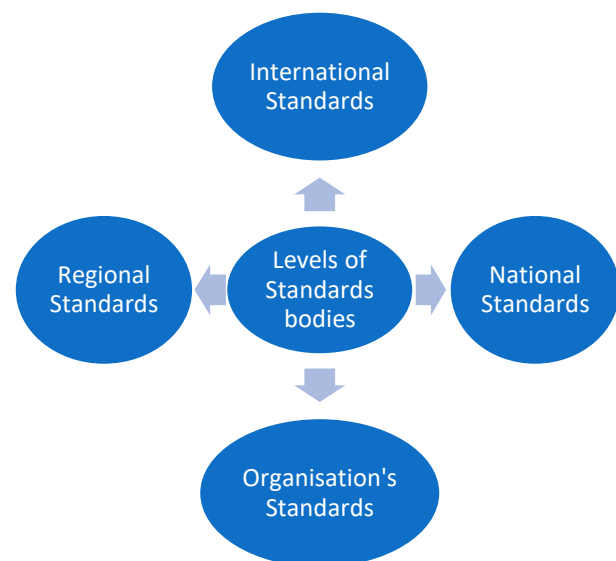 International
Standards
Regional
Standards
Levels of
Standards
bodies
National
Standards
Organisation's
Standards